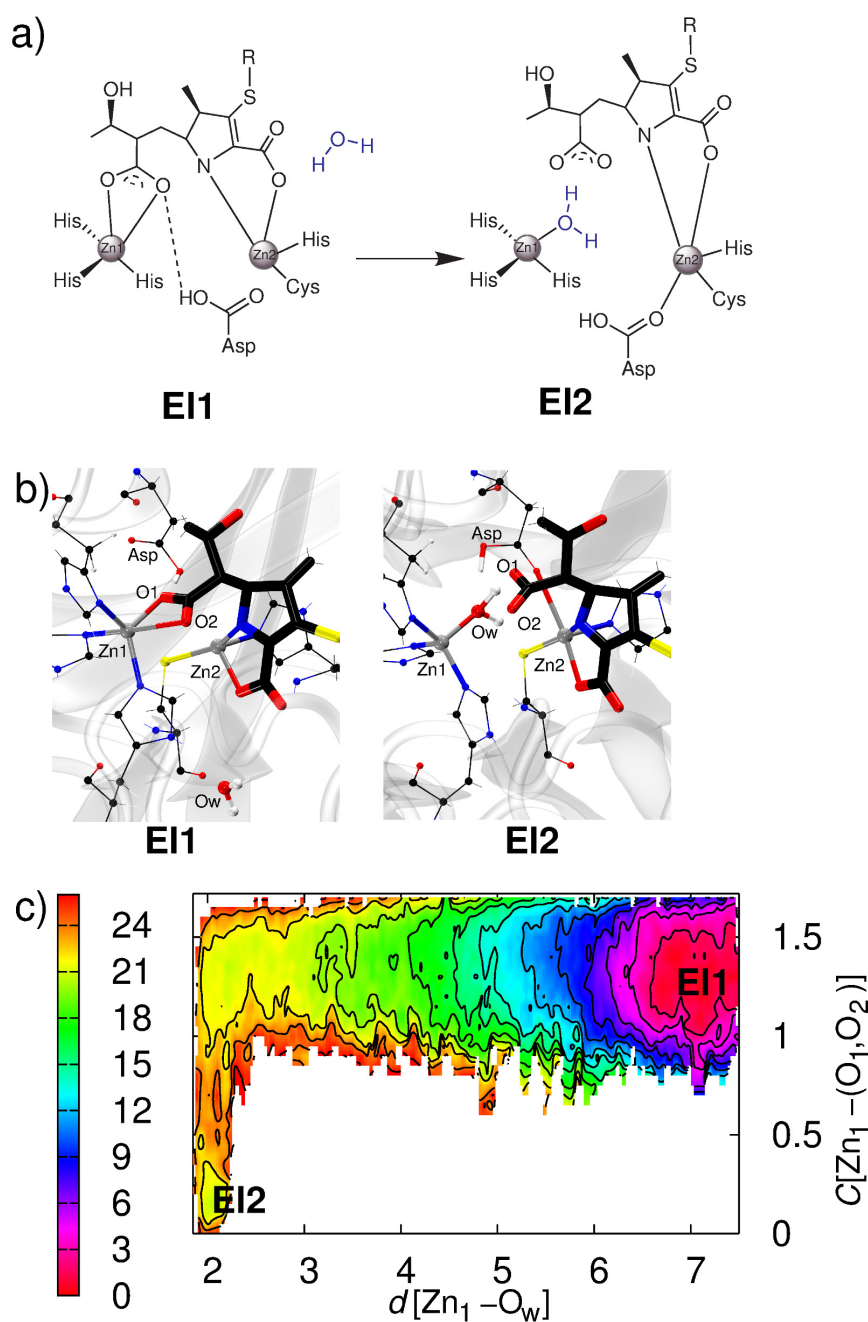 a)
R
S
OH
N
O
O
O
O
H
O
H
His
Zn1
His
His
Zn2
His
Cys
HO
O
Asp
EI1
R
S
HO
N
O
O
O
O
H
O
H
His
Zn1
His
His
Zn2
His
Cys
HO
O
Asp
EI2
b)
Asp
O1
O2
Zn1
Zn2
Ow
EI1
Asp
O1
O2
Ow
Zn1
Zn2
EI2
c)
24
21
18
15
12
9
6
3
0
EI1
EI2
1.5
1
0.5
0
C[Zn1−(O1,O2)]
2 3 4 5 6 7
d[Zn1−Ow]